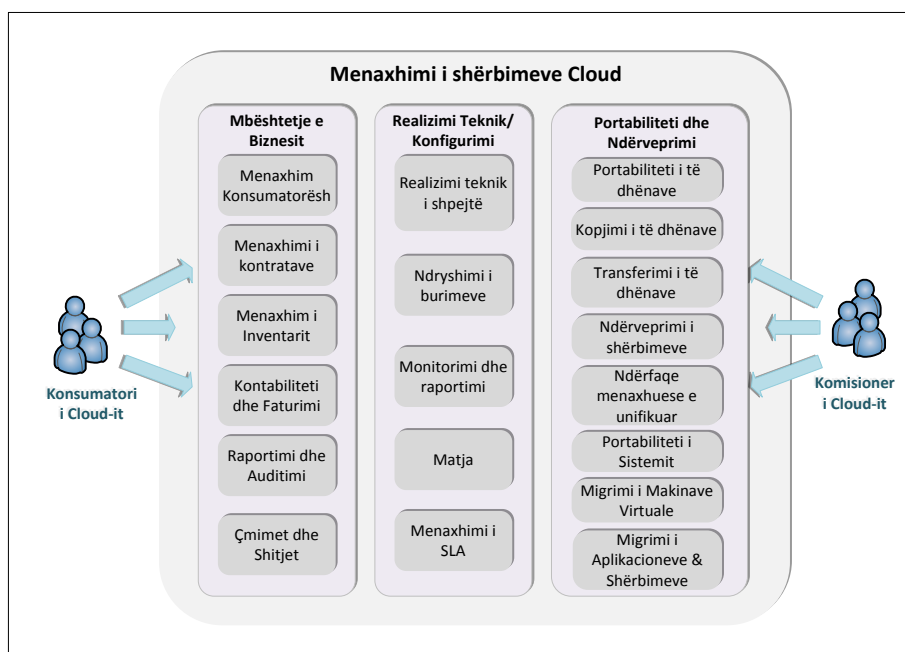 Menaxhimi i shërbimeve Cloud
Mbështetje e
Biznesit
Menaxhim
Konsumatorësh
Menaxhimi i
kontratave
Menaxhim i
Inventarit
Kontabiliteti
dhe Faturimi
Raportimi dhe
Auditimi
Çmimet dhe
Shitjet
Realizimi Teknik/
Konfigurimi
Realizimi teknik
i shpejtë
Ndryshimi i
burimeve
Monitorimi dhe
raportimi
Matja
Menaxhimi i
SLA
Portabiliteti dhe
Ndërveprimi
Portabiliteti i të
dhënave
Kopjimi i të dhënave
Transferimi i të
dhënave
Ndërveprimi i
shërbimeve
Ndërfaqe
menaxhuese e
unifikuar
Portabiliteti i
Sistemit
Migrimi i Makinave
Virtuale
Migrimi i
Aplikacioneve &
Shërbimeve
Konsumatori
i Cloud-it
Komisioner
i Cloud-it